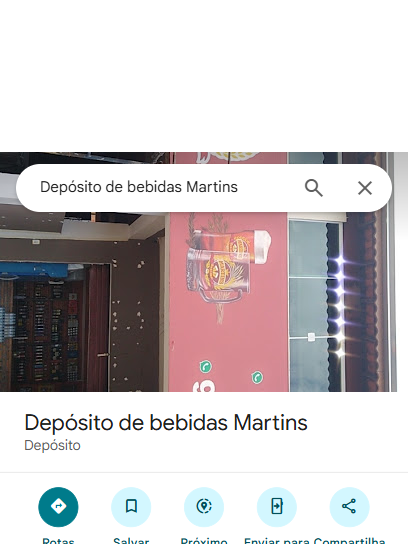 Depósito de bebidas Martins
Depósito de bebidas Martins
Depósito
Rotas
Salvar
Próximo
Enviar para
Compartilha